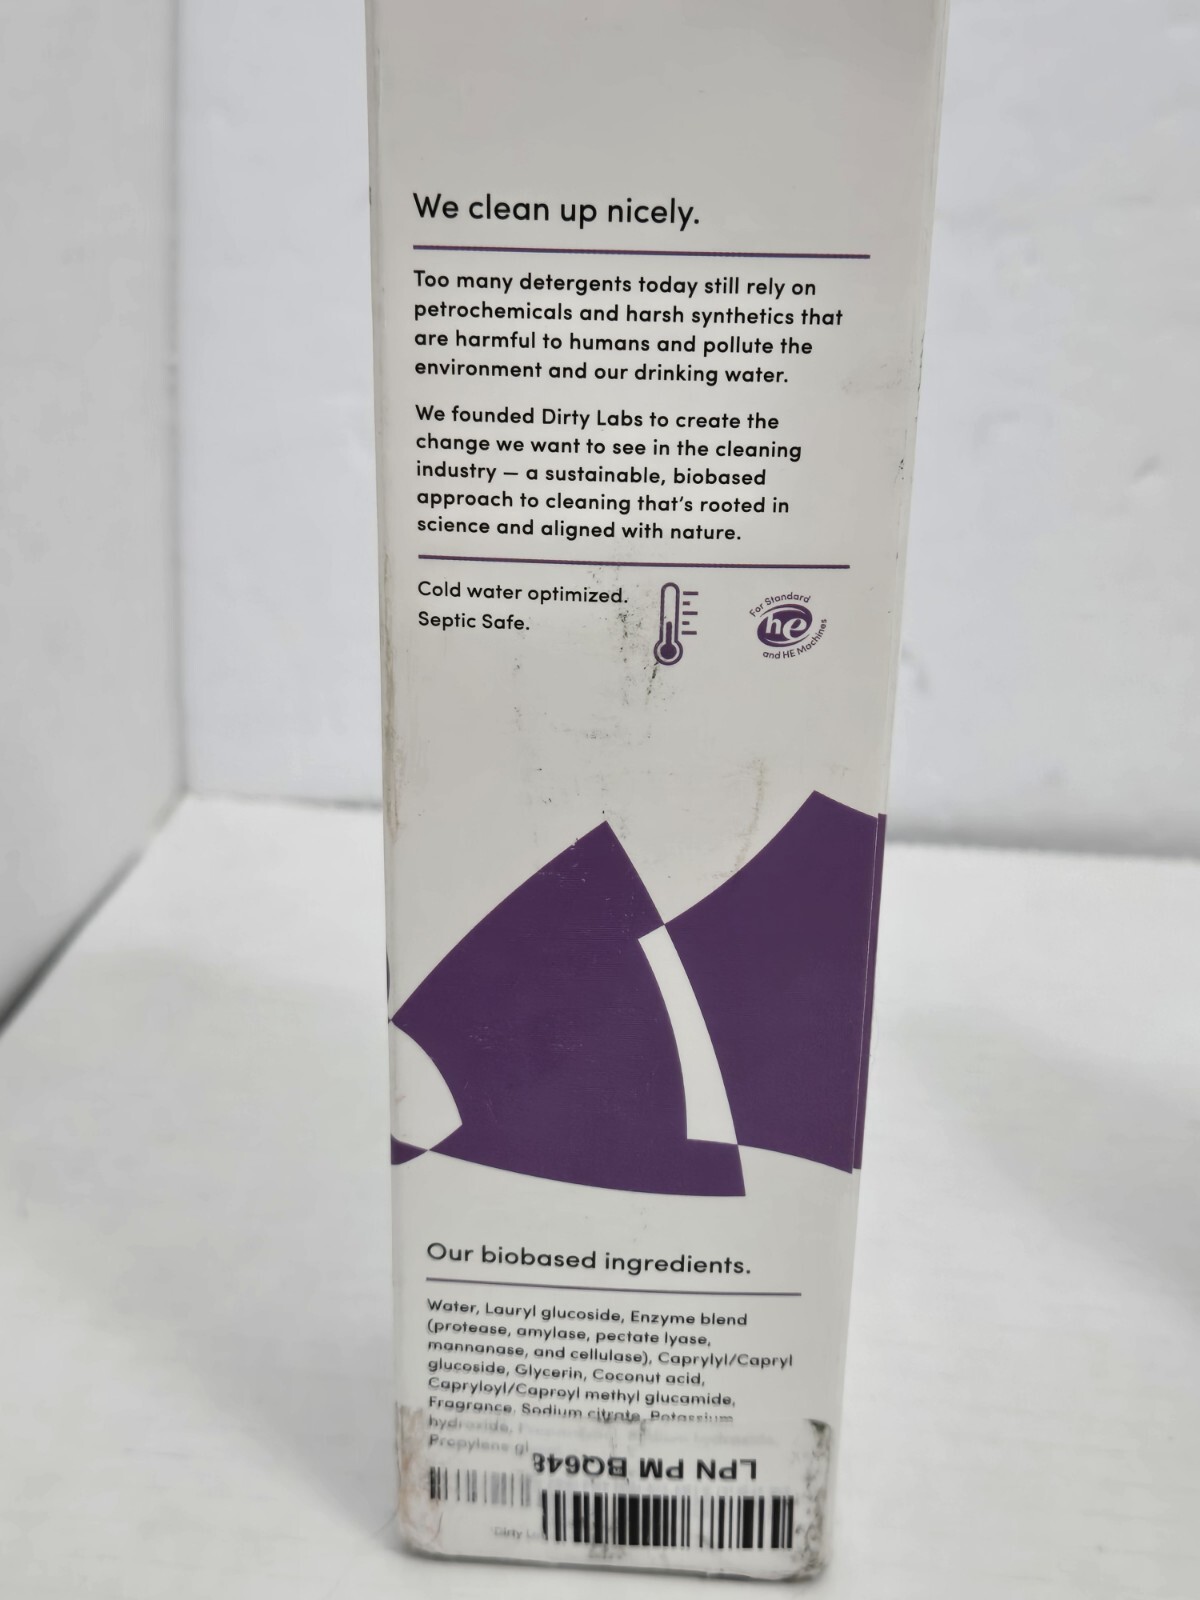 We clean up nicely.
Too many detergents today still rely on
petrochemicals and harsh synthetics that
are harmful to humans and pollute the
environment and our drinking water.
We founded Dirty Labs to create the
change we want to see in the cleaning
industry — a sustainable, biobased
approach to cleaning that's rooted in
science and aligned with nature.
Cold water optimized.
Septic Safe.
For Standard
he
and HE Machines
Our biobased ingredients.
Water, Lauryl glucoside, Enzyme blend
(protease, amylase, pectate lyase,
mannanase, and cellulase), Caprylyl/Capryl
glucoside, Glycerin, Coconut acid,
Capryloyl/Caproyl methyl glucamide,
Fragrance, Sodium citrate, Potassium
hydroxide,
Propylene
LPN PM BQ648
Dirty